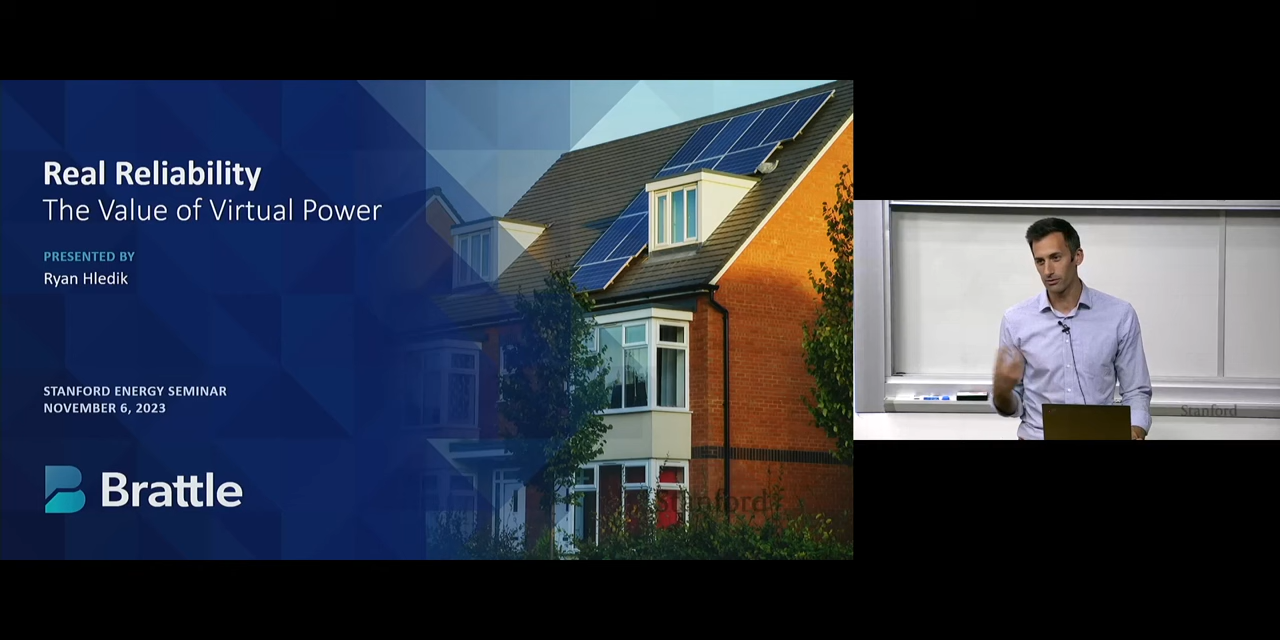 Real Reliability
The Value of Virtual Power
PRESENTED BY
Ryan Hledik
STANFORD ENERGY SEMINAR
NOVEMBER 6, 2023
Brattle
Stanford
Stanford